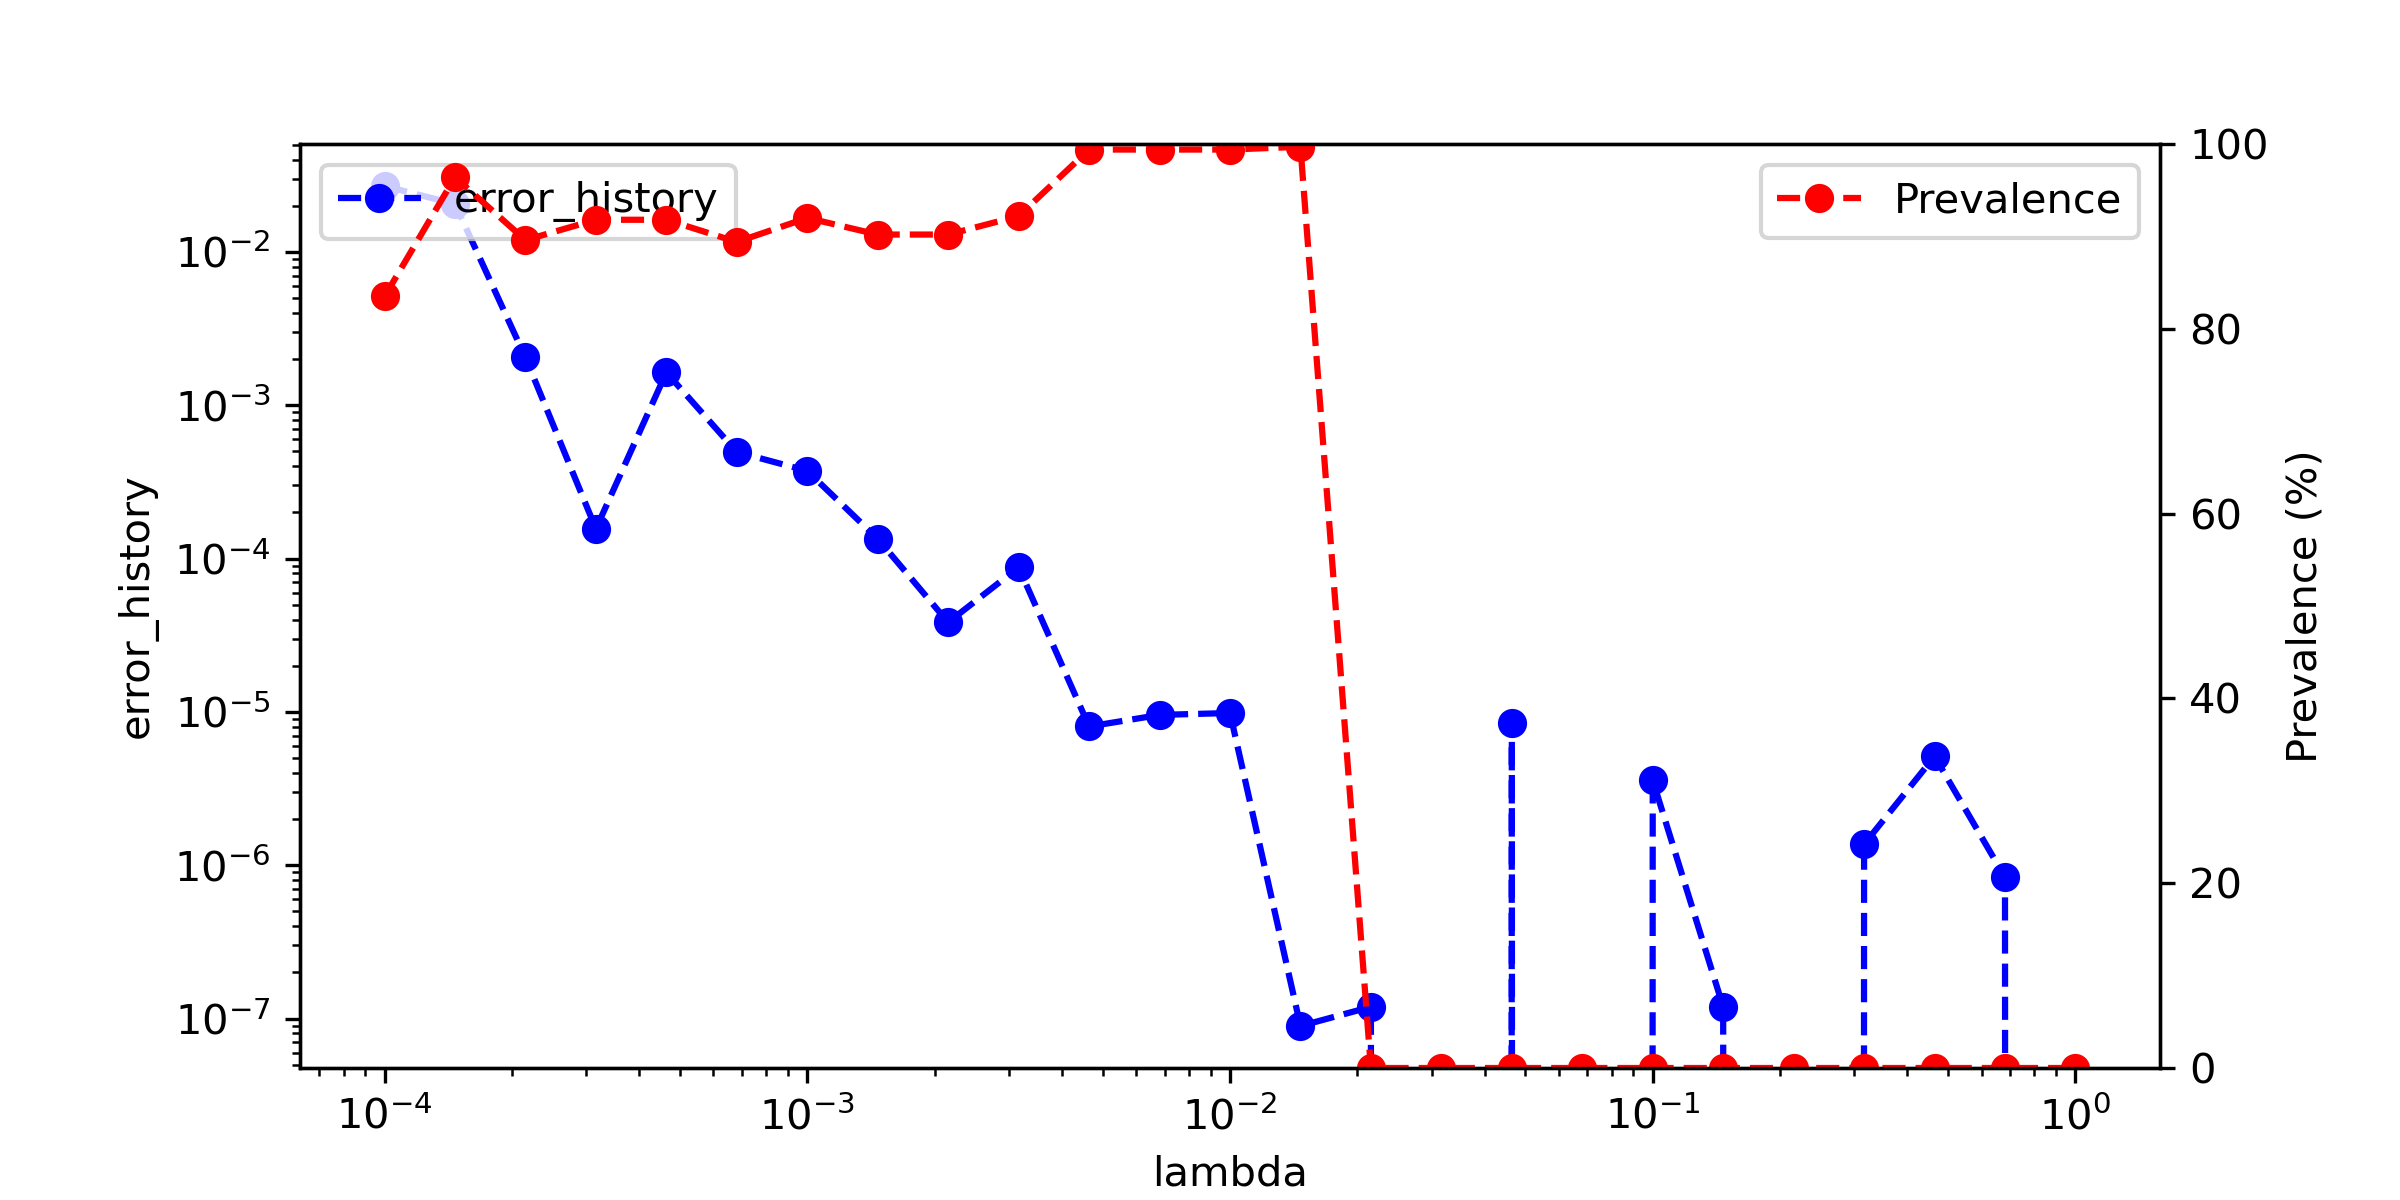 error_history
Prevalence
10⁻²
10⁻³
10⁻⁴
10⁻⁵
10⁻⁶
10⁻⁷
error_history
100
80
60
40
20
0
Prevalence (%)
10⁻⁴ 10⁻³ 10⁻² 10⁻¹ 10⁰
lambda